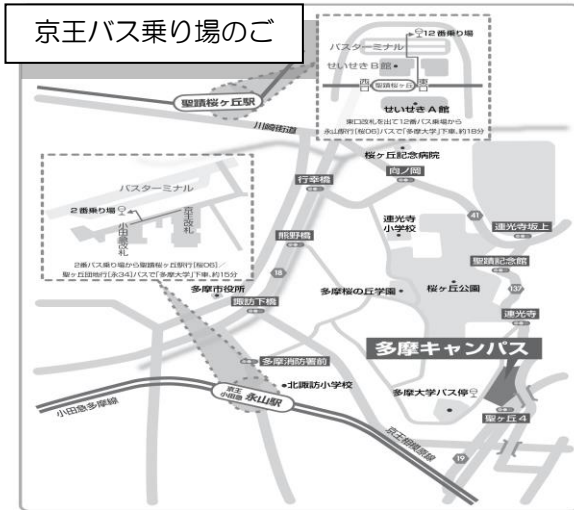 京王バス乗り場のご
12番乗り場
バスターミナル
せいせきB館
西口
聖蹟桜ヶ丘
東口
せいせきA館
東口改札を出て12番バス乗場から
永山駅行[桜06]バスで「多摩大学」下車、約18分
聖蹟桜ヶ丘駅
川崎街道
桜ヶ丘記念病院
向ノ岡
行幸橋
バスターミナル
2番乗り場
小田急改札
京王改札
2番バス乗り場から聖蹟桜ヶ丘駅行[桜06]／
聖ヶ丘団地行[永34]バスで「多摩大学」下車、約15分
連光寺
小学校
41
連光寺坂上
熊野橋
18
聖蹟記念館
多摩市役所
諏訪下橋
多摩桜の丘学園
桜ヶ丘公園
137
連光寺
多摩キャンパス
多摩消防署前
北諏訪小学校
多摩大学バス停
京王
小田急
永山駅
小田急多摩線
聖ヶ丘4
京王相模原線
19